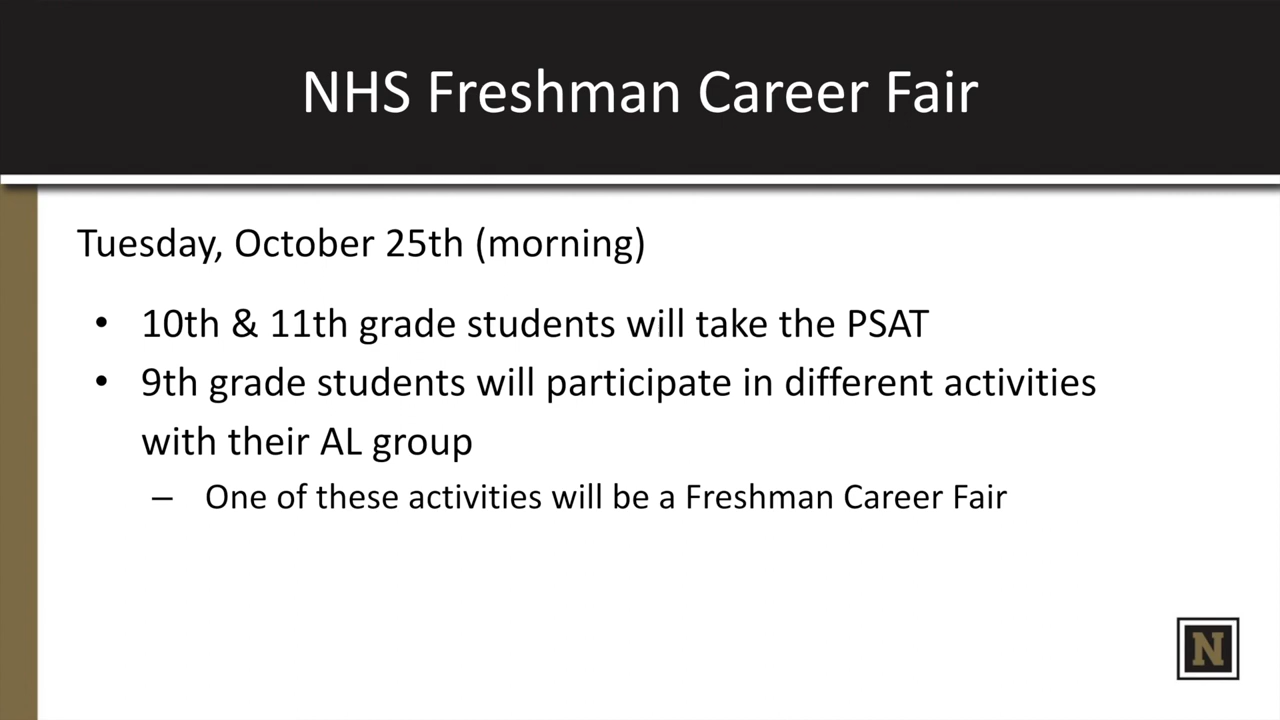 NHS Freshman Career Fair
Tuesday, October 25th (morning)
• 10th & 11th grade students will take the PSAT
• 9th grade students will participate in different activities
with their AL group
– One of these activities will be a Freshman Career Fair
N